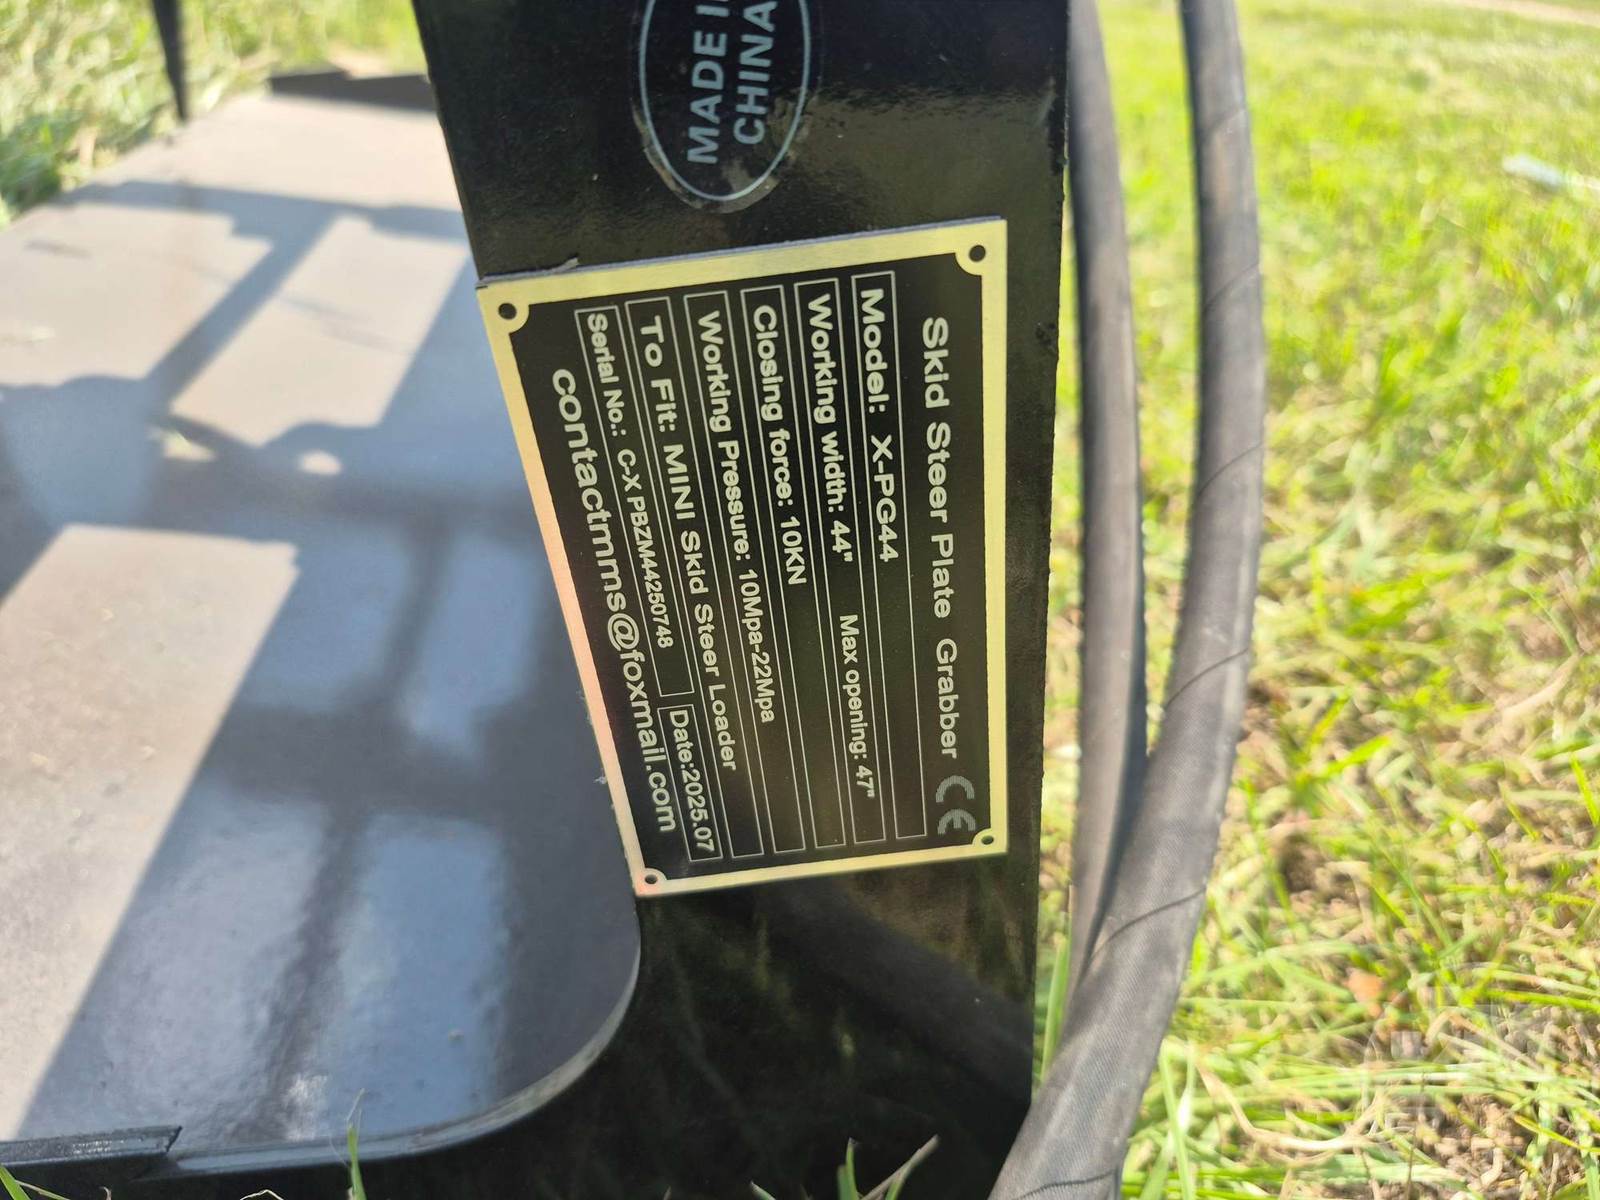 MADE IN
CHINA
Skid Steer Plate Grabber CE
Model: X-PG44
Working width: 44" Max opening: 47"
Closing force: 10KN
Working Pressure: 10Mpa-22Mpa
To Fit: MINI Skid Steer Loader
Serial No.: C-X PBZM44250748 Date:2025.07
contactmms@foxmail.com